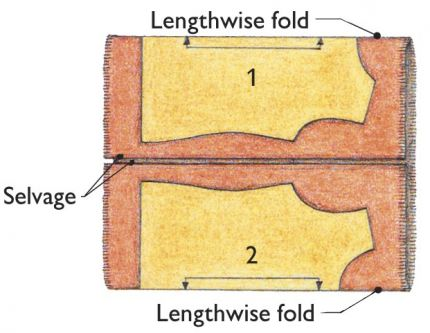 Lengthwise fold
1
Selvage
2
Lengthwise fold